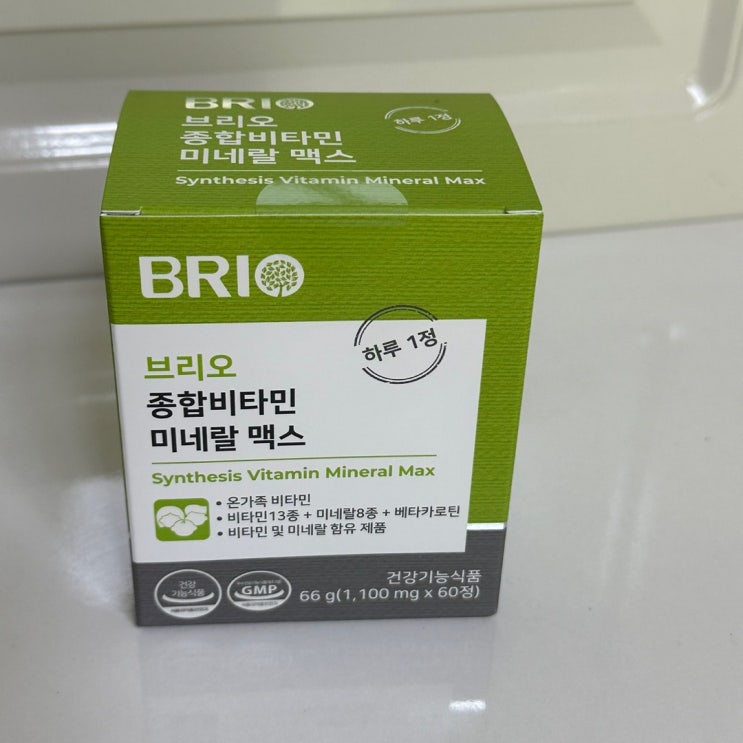 BRIO
브리오
종합비타민
미네랄 맥스
하루 1정
Synthesis Vitamin Mineral Max
BRIO
하루 1정
브리오
종합비타민
미네랄 맥스
Synthesis Vitamin Mineral Max
• 온가족 비타민
• 비타민13종 + 미네랄8종 + 베타카로틴
• 비타민 및 미네랄 함유 제품
건강
기능식품
GMP
건강기능식품
66 g(1,100 mg x 60정)